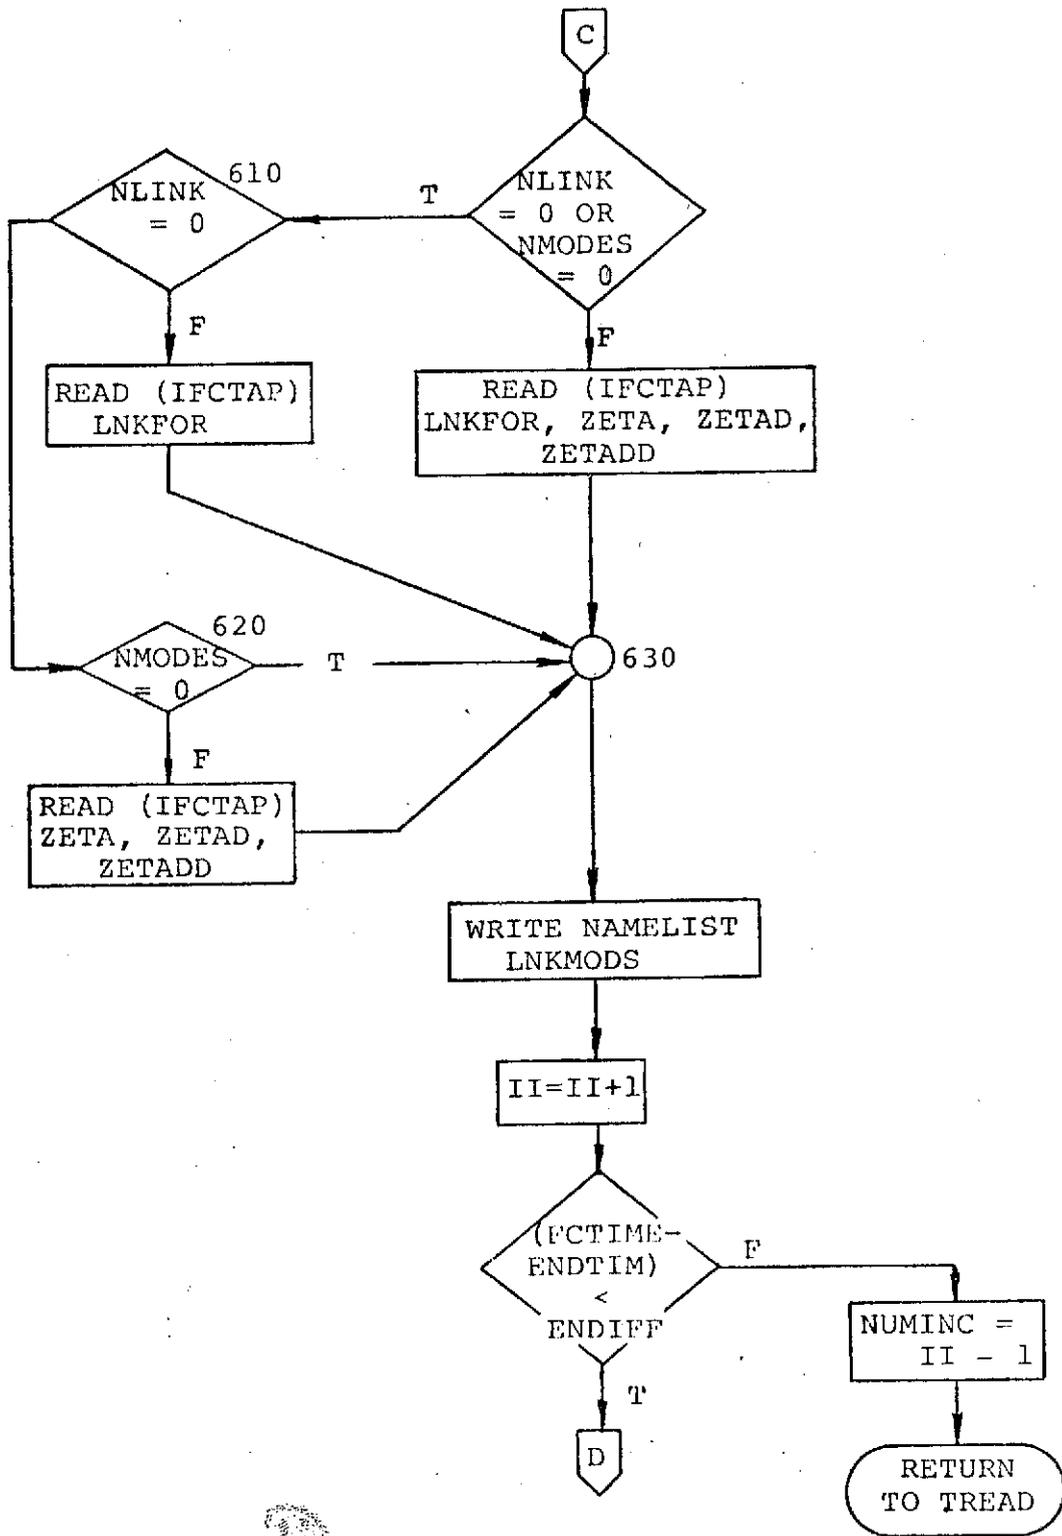 C
NLINK
= 0 OR
NMODES
= 0
T
610
NLINK
= 0
F
F
READ (IFCTAP)
LNKFOR
READ (IFCTAP)
LNKFOR, ZETA, ZETAD,
ZETADD
620
NMODES
= 0
T
630
F
READ (IFCTAP)
ZETA, ZETAD,
ZETADD
WRITE NAMELIST
LNKMODS
II=II+1
(FCTIME-
ENDTIM)
<
ENDIFF
F
NUMINC =
II - 1
T
D
RETURN
TO TREAD